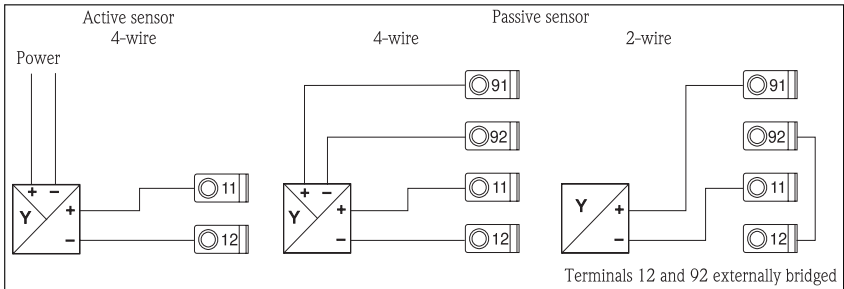 Active sensor
4-wire
Power
+ −
Y
+
−
11
12
Passive sensor
4-wire
+ −
Y
+
−
91
92
11
12
2-wire
Y
+
−
91
92
11
12
Terminals 12 and 92 externally bridged